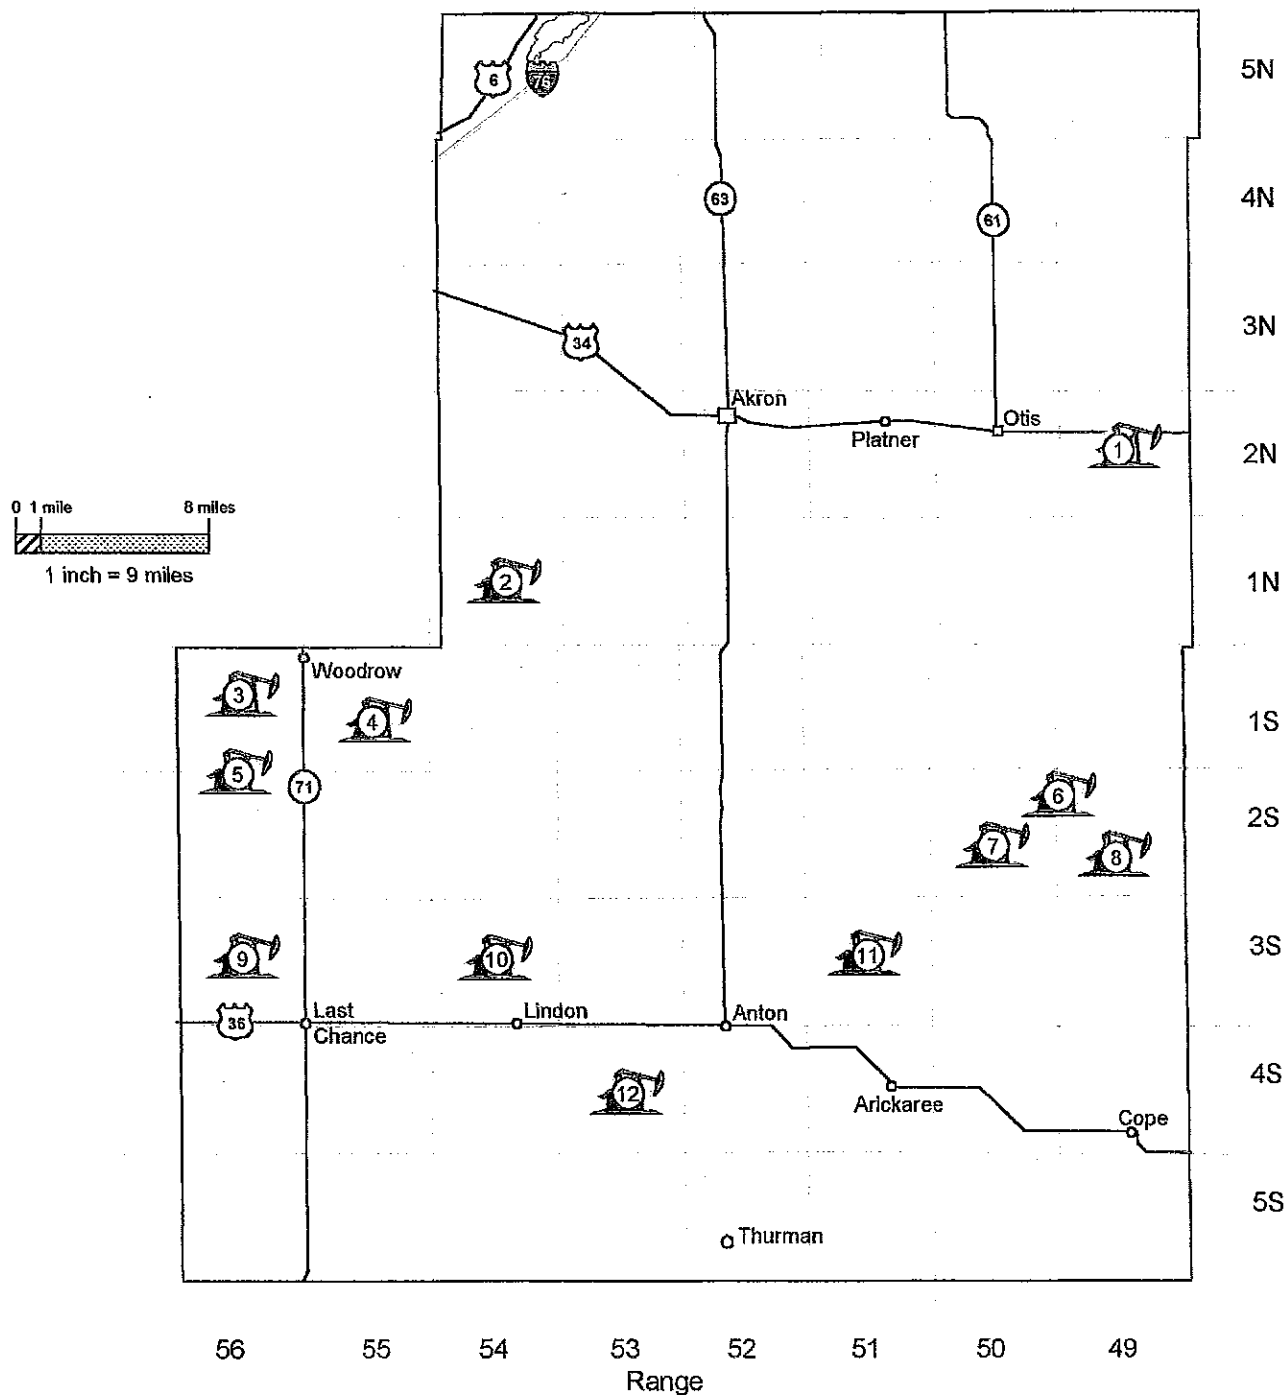 5N
6
76
4N
63
61
3N
34
Akron
Otis
Platner
1
2N
0 1 mile 8 miles
1 inch = 9 miles
2
1N
Woodrow
3
4
1S
5
71
6
2S
7
8
3S
9
10
11
36
Last
Chance
Lindon
Anton
4S
12
Arickaree
Cope
5S
Thurman
56 55 54 53 52 51 50 49
Range